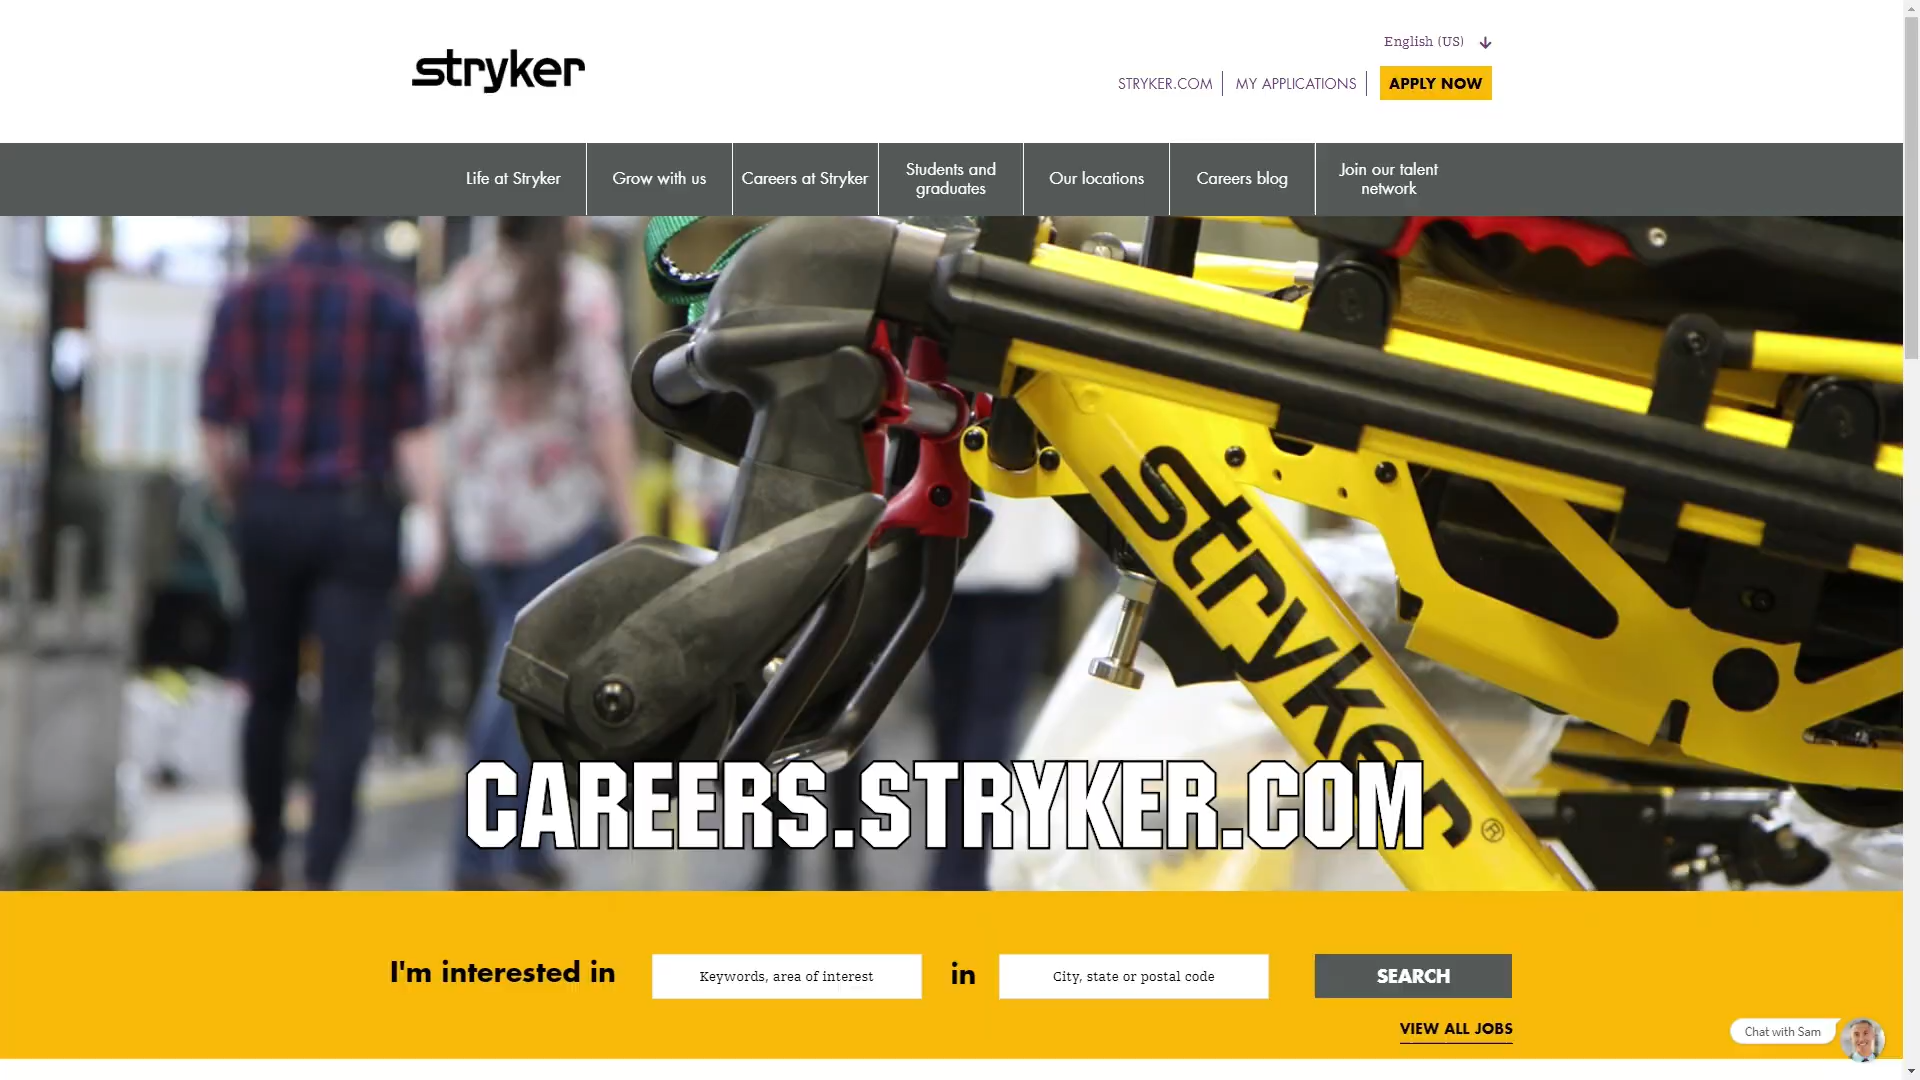 stryker
English (US)
STRYKER.COM
MY APPLICATIONS
APPLY NOW
Life at Stryker
Grow with us
Careers at Stryker
Students and
graduates
Our locations
Careers blog
Join our talent
network
stryker®
CAREERS.STRYKER.COM
I'm interested in
Keywords, area of interest
in
City, state or postal code
SEARCH
VIEW ALL JOBS
Chat with Sam